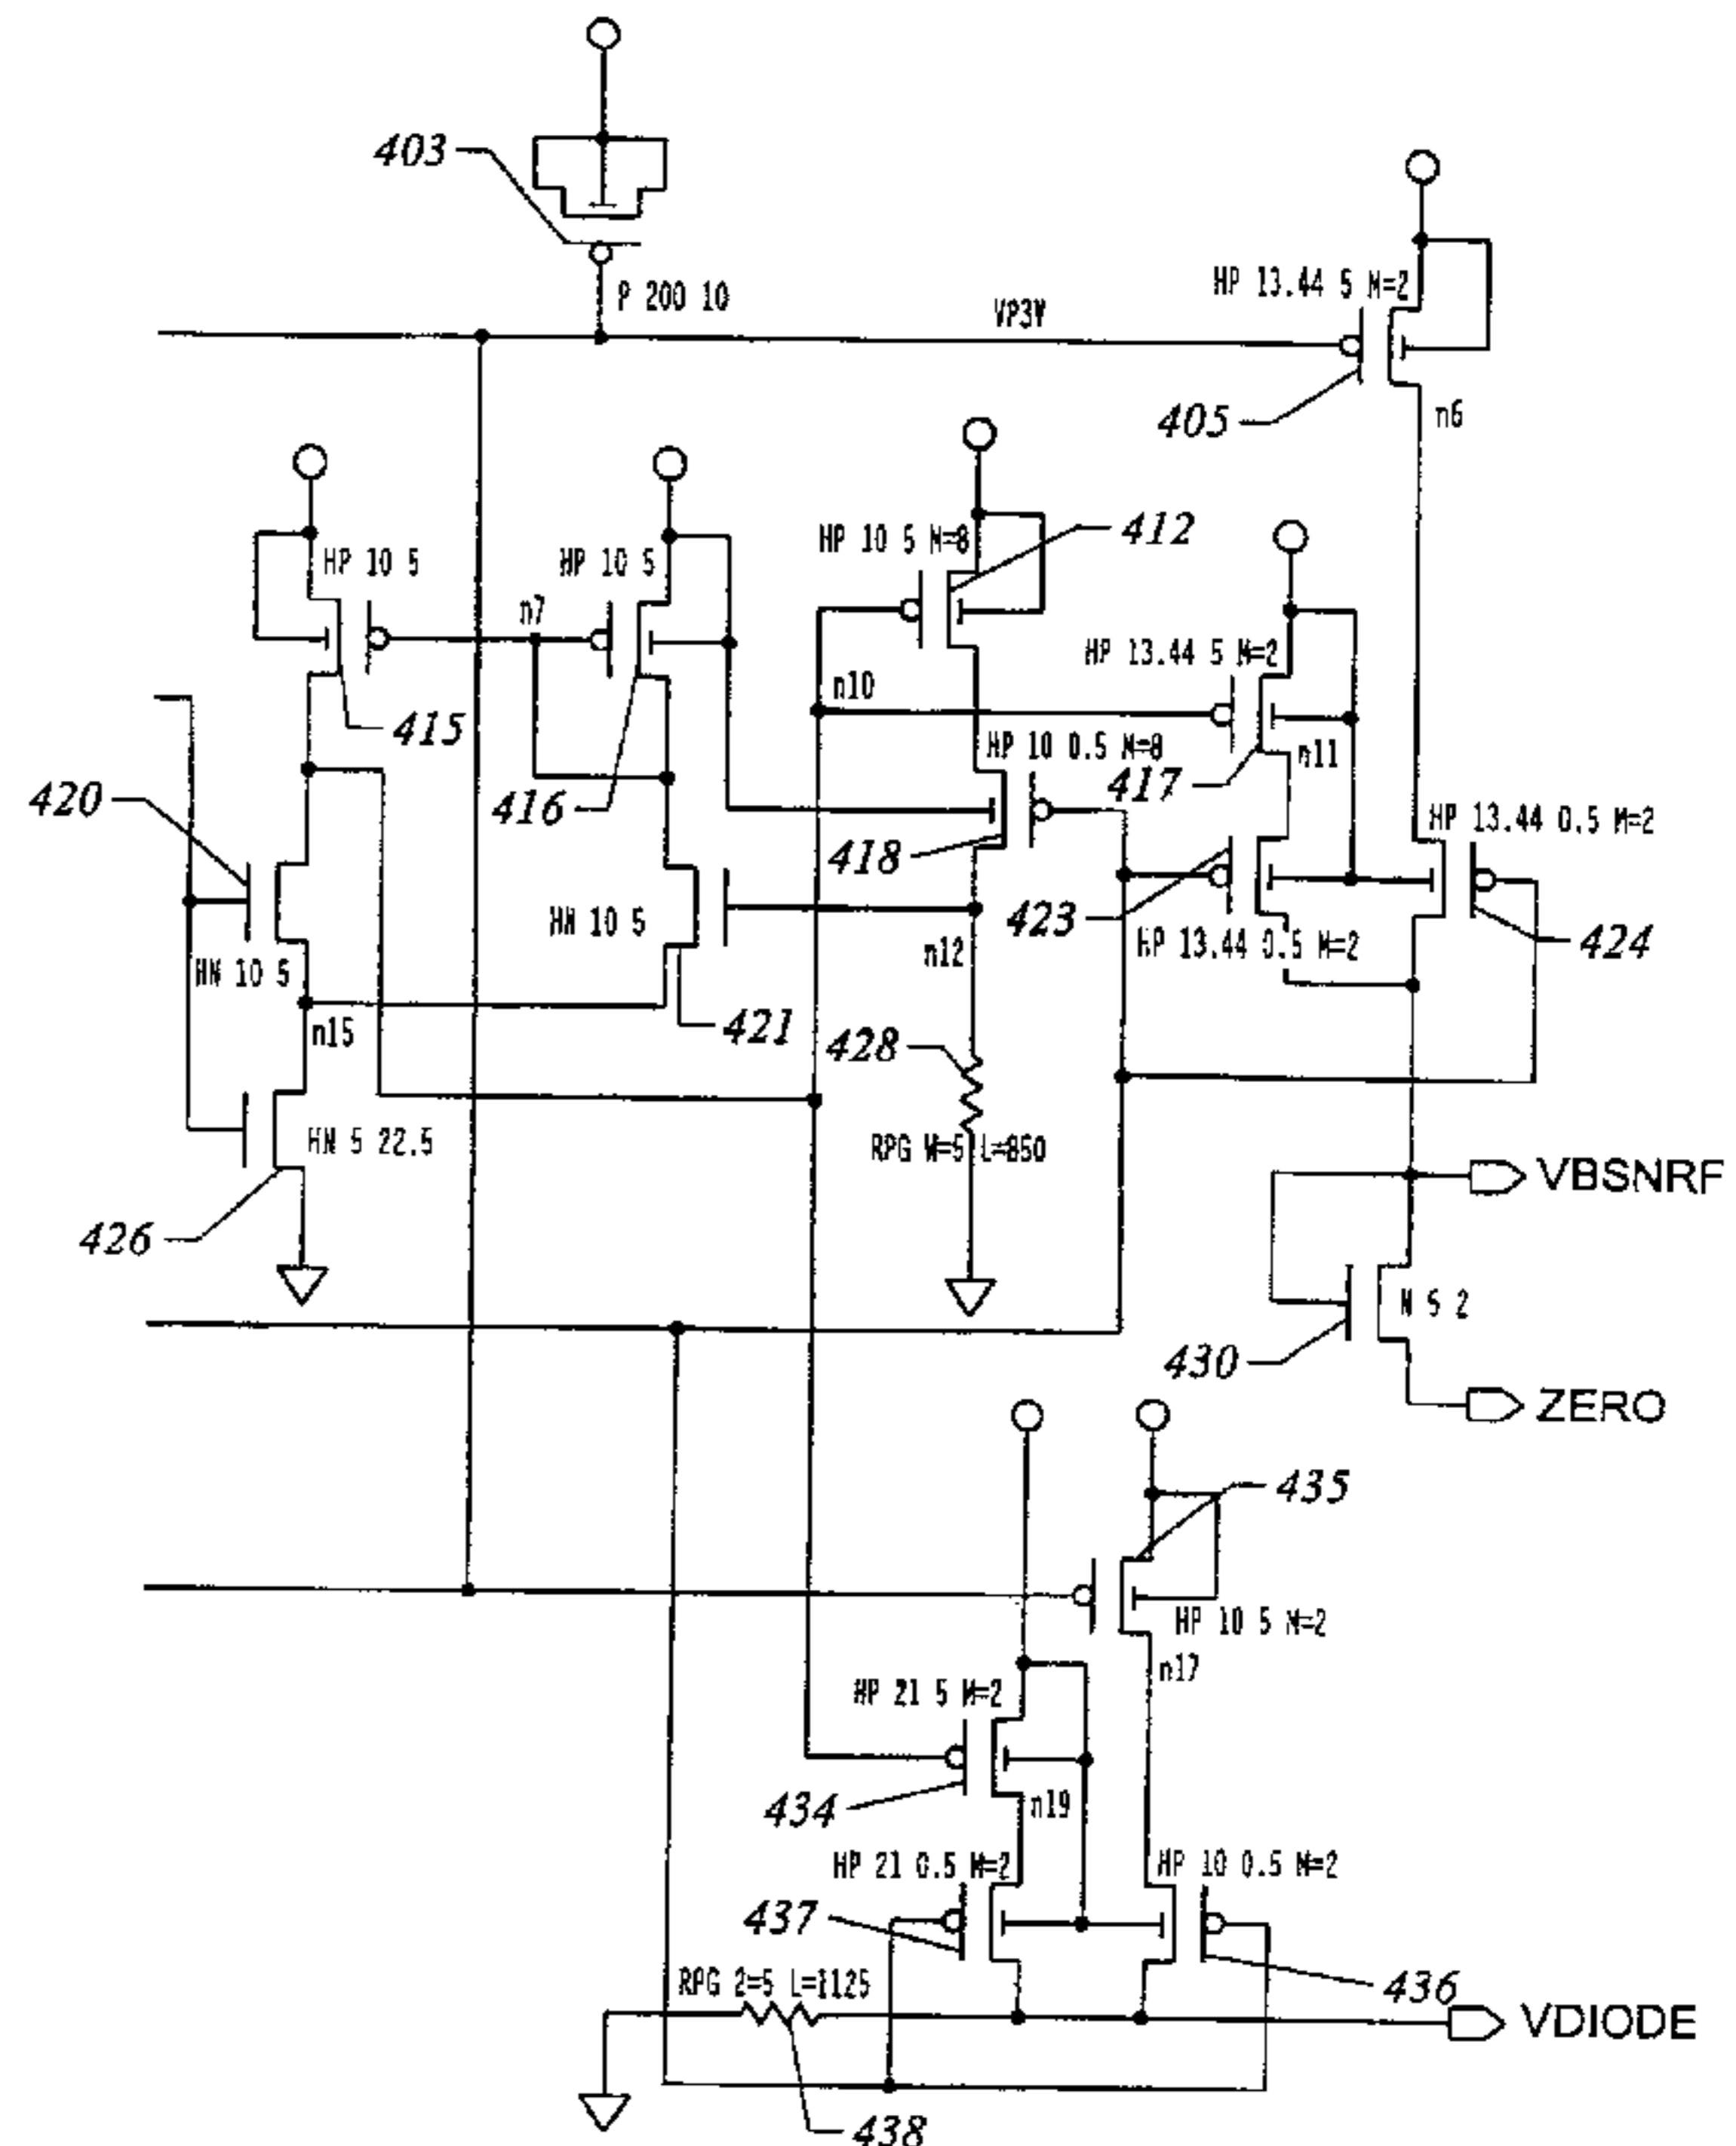 403
P 200 10
VP3V
HP 13.44 5 M=2
405
n6
HP 10 5
HP 10 5
n7
HP 10 5 M=8
412
415
416
n10
HP 13.44 5 M=2
n11
417
HP 10 0.5 M=8
418
420
HN 10 5
n15
HN 10 5
421
n12
423
HP 13.44 0.5 M=2
HP 13.44 0.5 M=2
424
428
RPG W=5 L=850
HN 5 22.5
426
VBSNRF
N 5 2
430
ZERO
435
HP 10 5 M=2
n17
HP 21 5 M=2
434
n19
HP 21 0.5 M=2
HP 10 0.5 M=2
437
436
RPG 2=5 L=1125
VDIODE
438